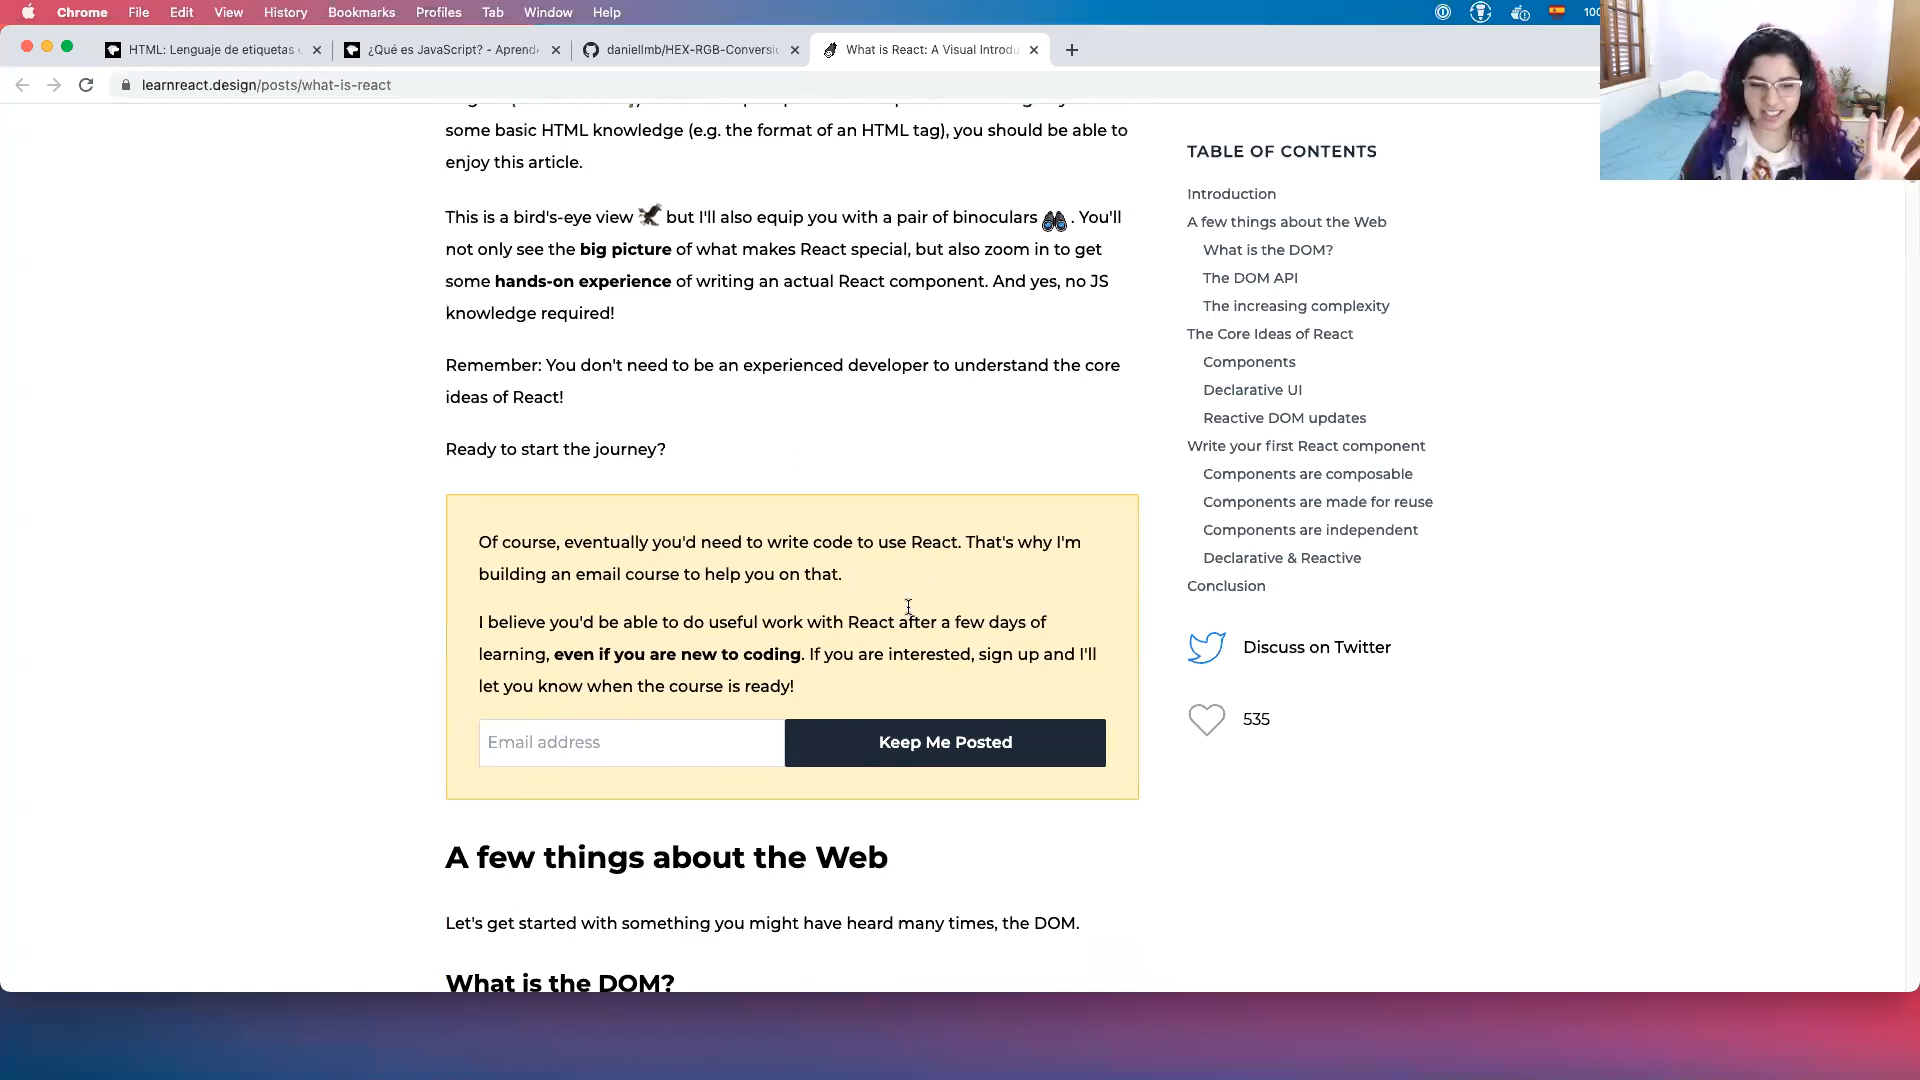 Chrome File Edit View History Bookmarks Profiles Tab Window Help
HTML: Lenguaje de etiquetas
¿Qué es JavaScript? - Aprend
daniellmb/HEX-RGB-Conversi
What is React: A Visual Introdu
learnreact.design/posts/what-is-react
some basic HTML knowledge (e.g. the format of an HTML tag), you should be able to
enjoy this article.
This is a bird's-eye view but I'll also equip you with a pair of binoculars . You'll
not only see the big picture of what makes React special, but also zoom in to get
some hands-on experience of writing an actual React component. And yes, no JS
knowledge required!
Remember: You don't need to be an experienced developer to understand the core
ideas of React!
Ready to start the journey?
Of course, eventually you'd need to write code to use React. That's why I'm
building an email course to help you on that.
I believe you'd be able to do useful work with React after a few days of
learning, even if you are new to coding. If you are interested, sign up and I'll
let you know when the course is ready!
Email address
Keep Me Posted
A few things about the Web
Let's get started with something you might have heard many times, the DOM.
What is the DOM?
TABLE OF CONTENTS
Introduction
A few things about the Web
What is the DOM?
The DOM API
The increasing complexity
The Core Ideas of React
Components
Declarative UI
Reactive DOM updates
Write your first React component
Components are composable
Components are made for reuse
Components are independent
Declarative & Reactive
Conclusion
Discuss on Twitter
535